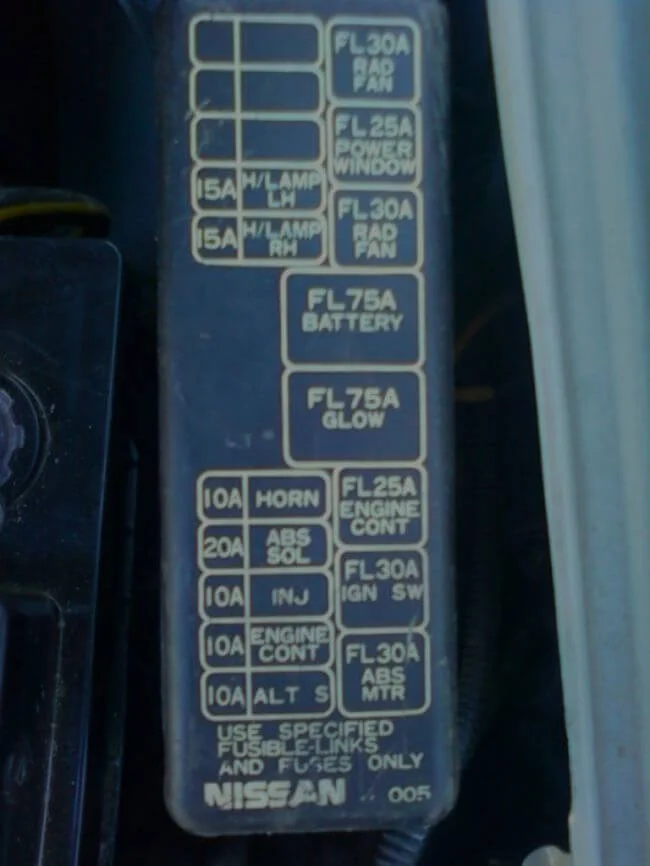 FL30A
RAD
FAN
FL25A
POWER
WINDOW
15A H/LAMP
LH
15A H/LAMP
RH
FL30A
RAD
FAN
FL75A
BATTERY
FL75A
GLOW
10A HORN
20A ABS
SOL
10A INJ
10A ENGINE
CONT
10A ALT S
FL25A
ENGINE
CONT
FL30A
IGN SW
FL30A
ABS
MTR
USE SPECIFIED
FUSIBLE-LINKS
AND FUSES ONLY
NISSAN 005